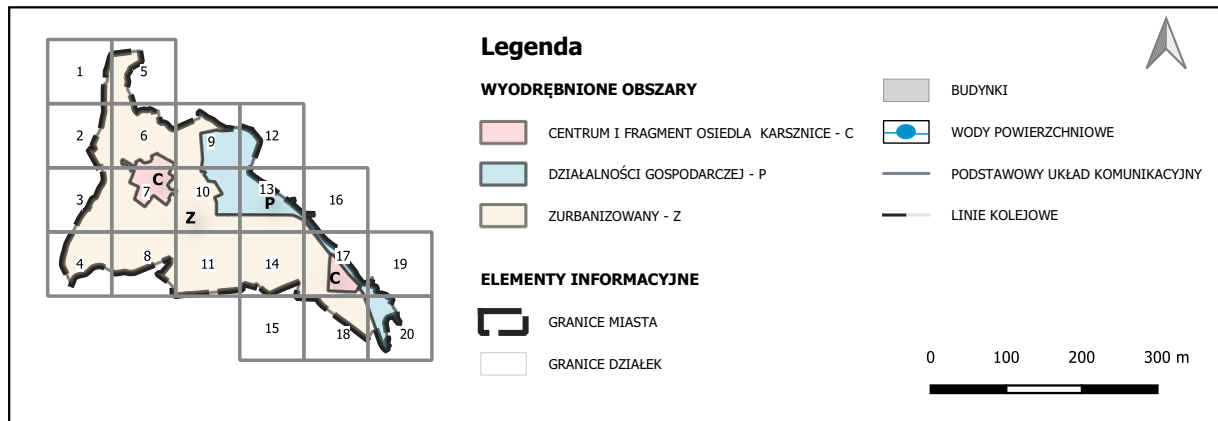 1
5
2
6
9
12
3
7
C
10
13
P
16
Z
4
8
11
14
17
C
19
15
18
20
Legenda
WYODRĘBNIONE OBSZARY
CENTRUM I FRAGMENT OSIEDLA KARSZNICE - C
DZIAŁALNOŚCI GOSPODARCZEJ - P
ZURBANIZOWANY - Z
ELEMENTY INFORMACYJNE
GRANICE MIASTA
GRANICE DZIAŁEK
BUDYNKI
WODY POWIERZCHNIOWE
PODSTAWOWY UKŁAD KOMUNIKACYJNY
LINIE KOLEJOWE
0 100 200 300 m